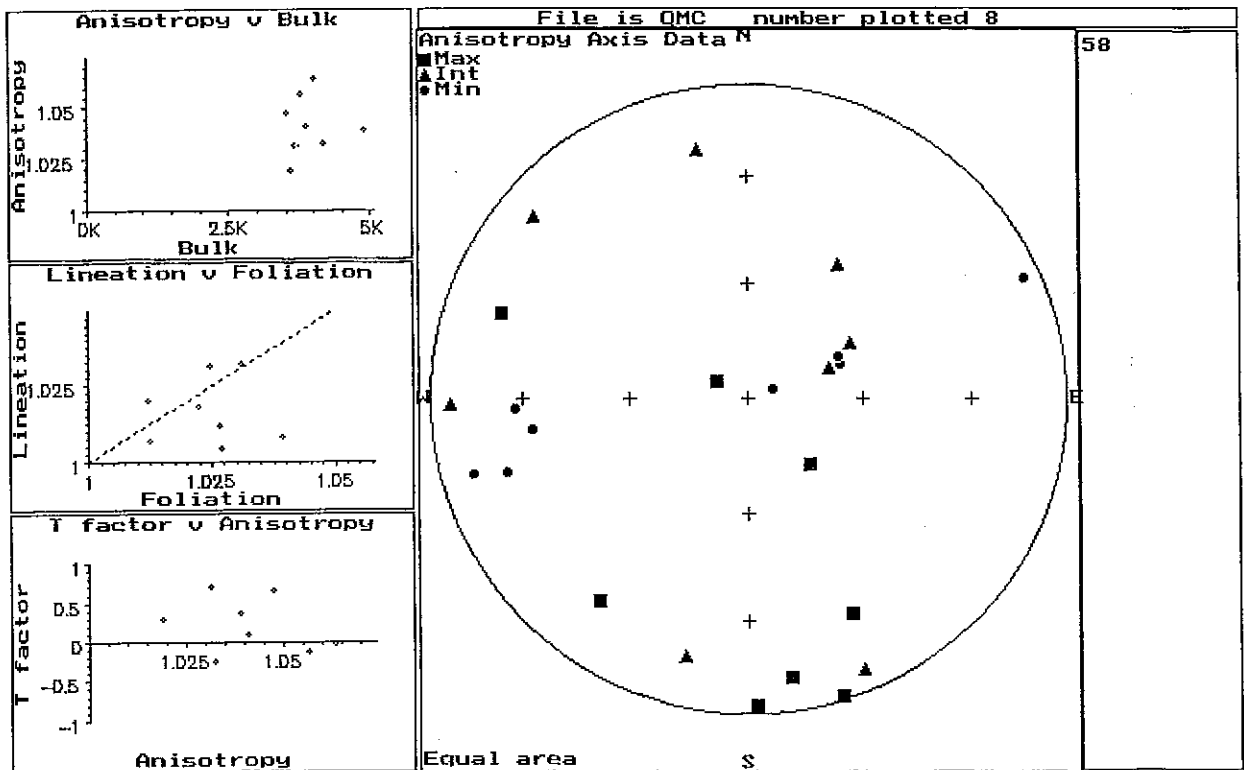 File is QMC number plotted 8
Anisotropy v Bulk
Anisotropy
1.05
1.025
1
0K 2.5K 5K
Bulk
Lineation v Foliation
Lineation
1.025
1
1 1.025 1.05
Foliation
T factor v Anisotropy
T factor
1
0.5
0
-0.5
-1
1.025 1.05
Anisotropy
Anisotropy Axis Data
Max
Int
Min
N
W
E
S
Equal area
58